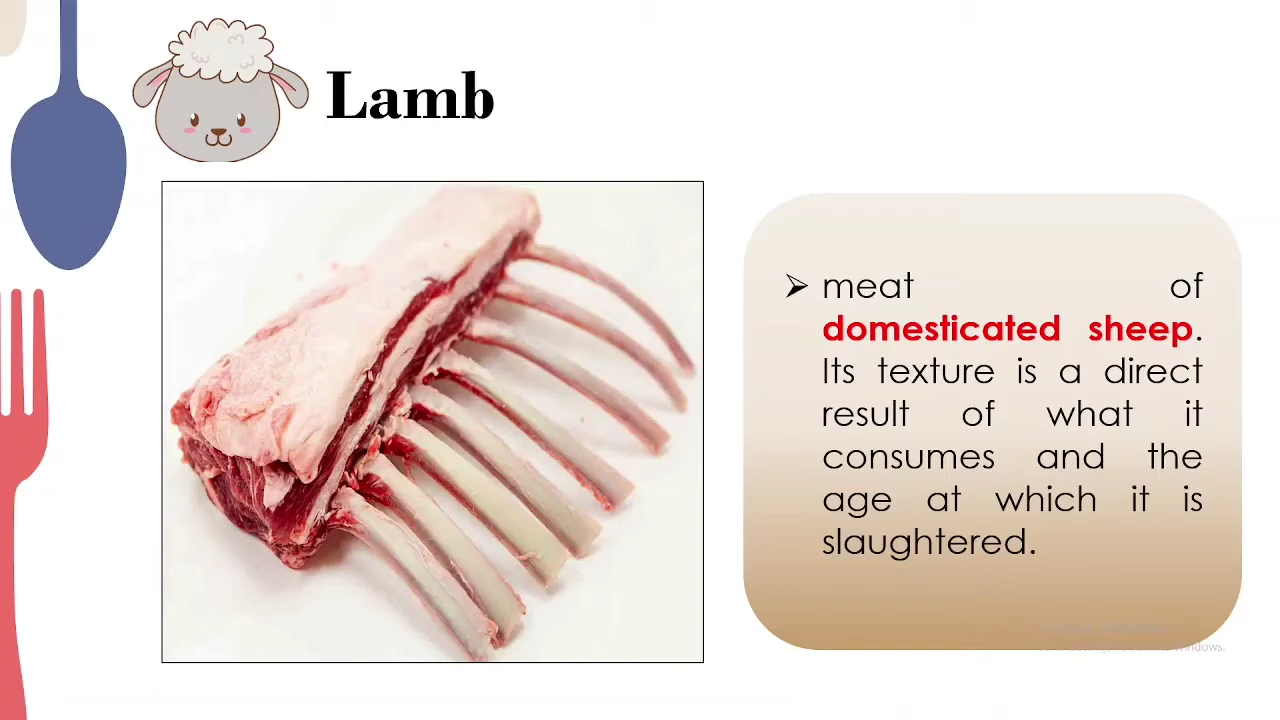 Lamb
➢ meat of
domesticated sheep.
Its texture is a direct
result of what it
consumes and the
age at which it is
slaughtered.
Windows.